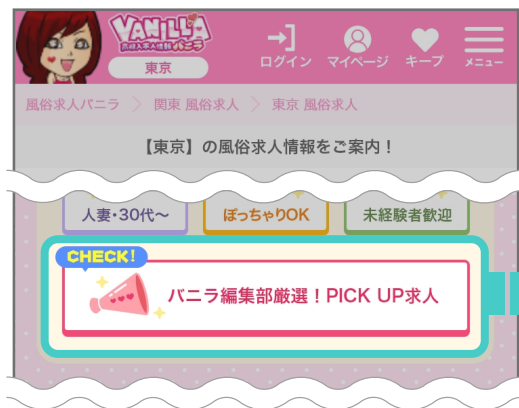 VANILLA
高収入求人情報 バニラ
東京
ログイン
マイページ
キープ
メニュー
風俗求人バニラ > 関東 風俗求人 > 東京 風俗求人
【東京】の風俗求人情報をご案内！
人妻・30代〜
ぽっちゃりOK
未経験者歓迎
CHECK!
バニラ編集部厳選！PICK UP求人